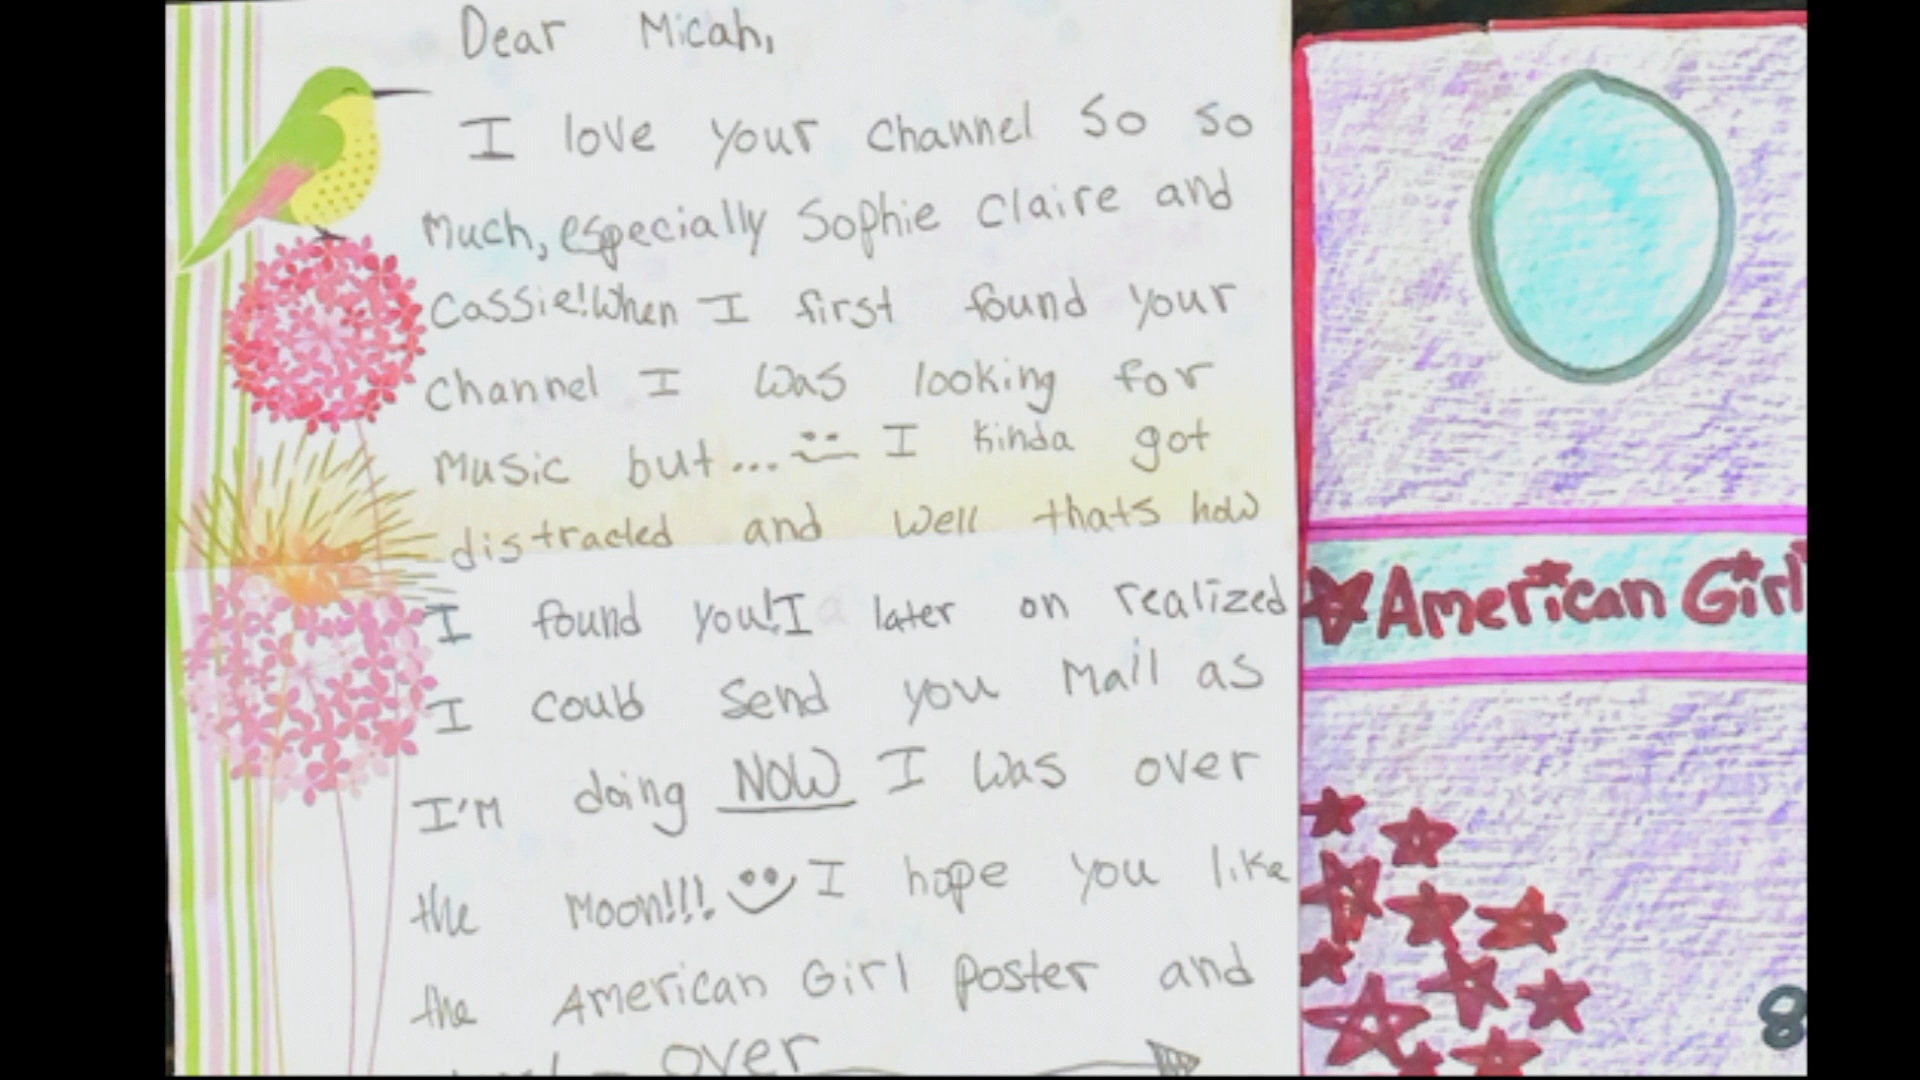 Dear Micah,
I love your channel so so
Much, especially Sophie Claire and
Cassie! When I first found your
channel I was looking for
Music but... I kinda got
distracted and well thats how
I found you! I later on realized
I coub send you Mail as
I'M doing NOW I was over
the Moon!!! I hope you like
the American Girl poster and
over
American Girl
8